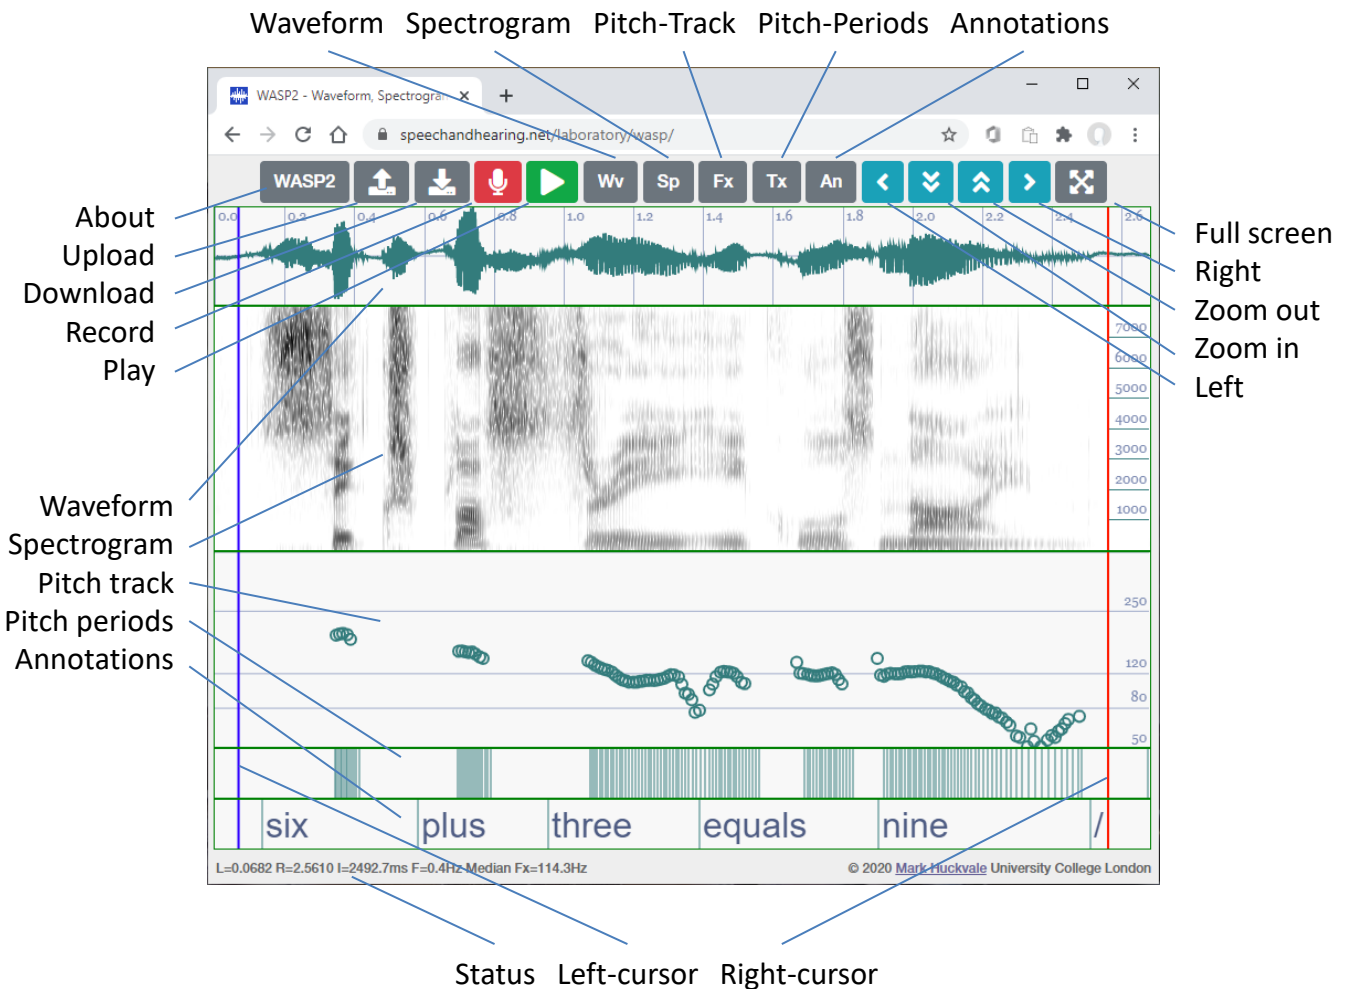 Waveform Spectrogram Pitch-Track Pitch-Periods Annotations
WASP2 - Waveform, Spectrogra
speechandhearing.net/laboratory/wasp/
WASP2 Wv Sp Fx Tx An
0.0 0.2 0.4 0.6 0.8 1.0 1.2 1.4 1.6 1.8 2.0 2.2 2.4 2.6
About
Upload
Download
Record
Play
Full screen
Right
Zoom out
Zoom in
Left
7000
6000
5000
4000
3000
2000
1000
Waveform
Spectrogram
Pitch track
Pitch periods
Annotations
250
120
80
50
six plus three equals nine /
L=0.0682 R=2.5610 I=2492.7ms F=0.4Hz Median Fx=114.3Hz
© 2020 Mark Huckvale University College London
Status Left-cursor Right-cursor